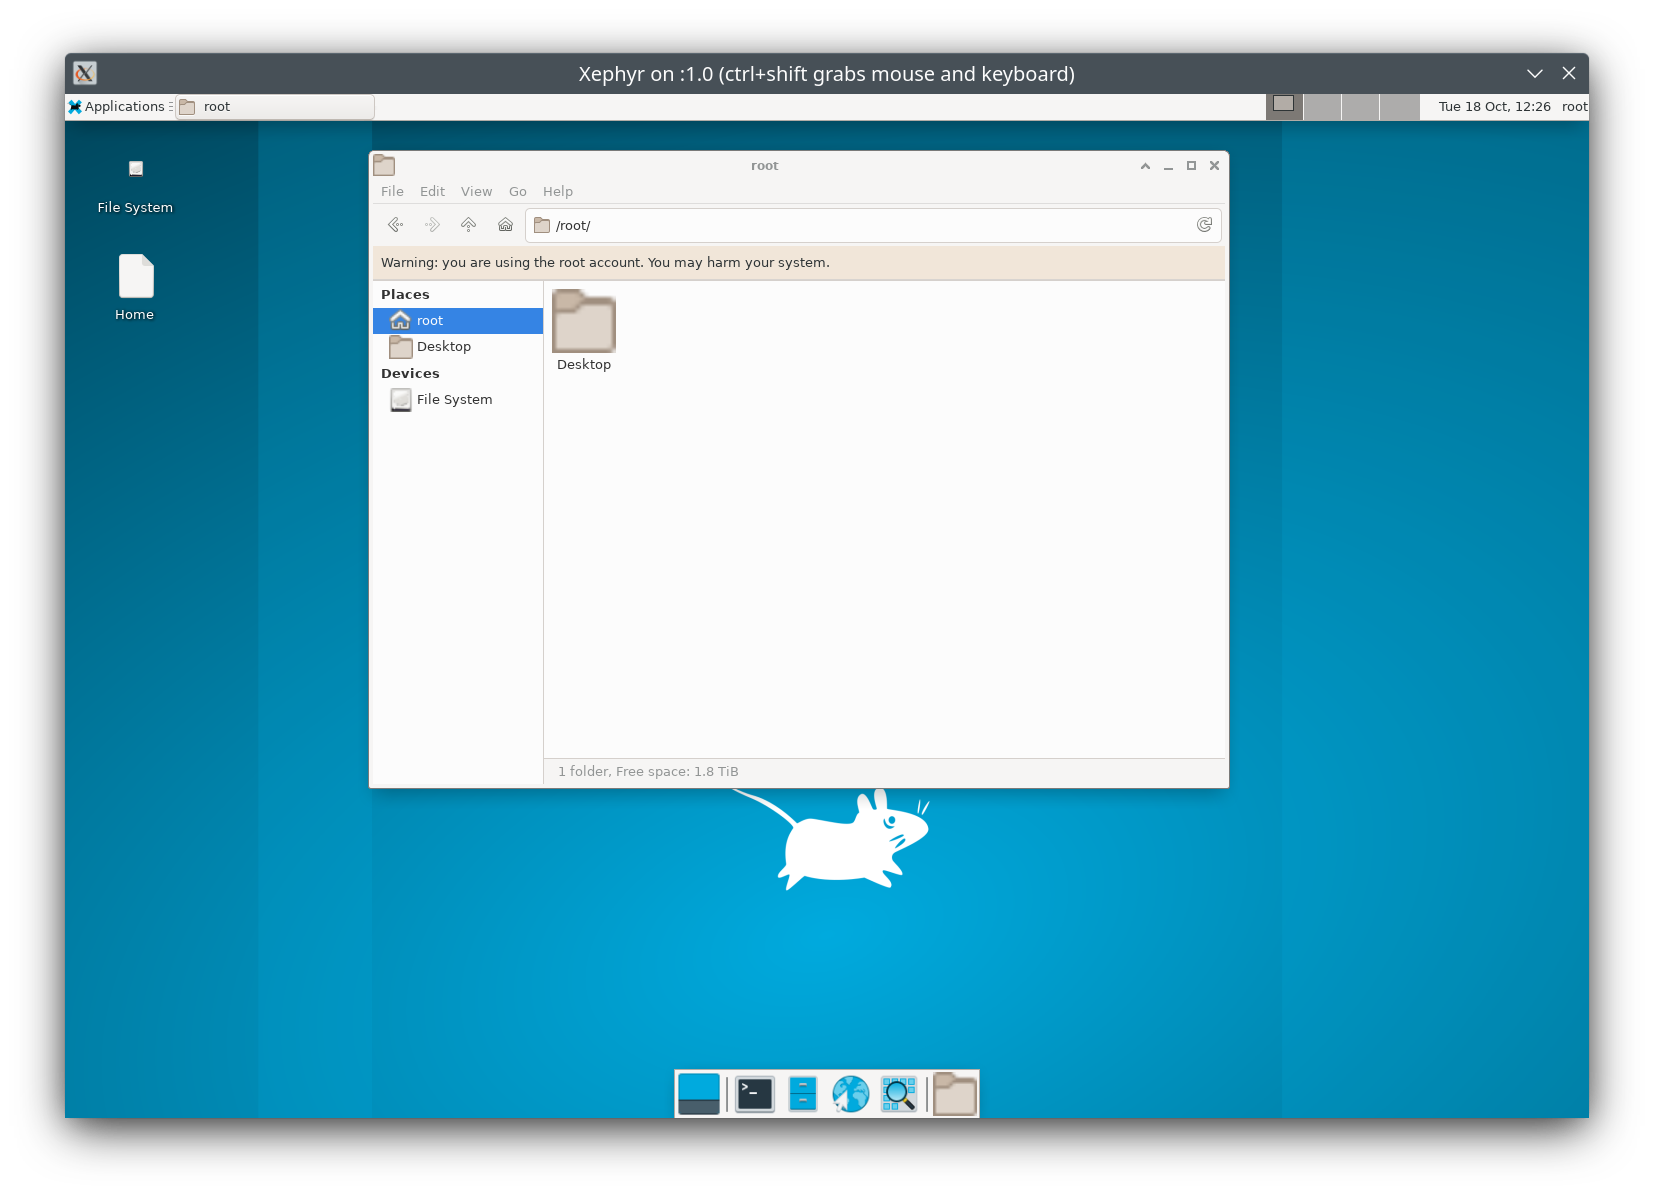 Xephyr on :1.0 (ctrl+shift grabs mouse and keyboard)
Applications root Tue 18 Oct, 12:26 root
File System
Home
root
File Edit View Go Help
/root/
Warning: you are using the root account. You may harm your system.
Places
root
Desktop
Devices
File System
Desktop
1 folder, Free space: 1.8 TiB